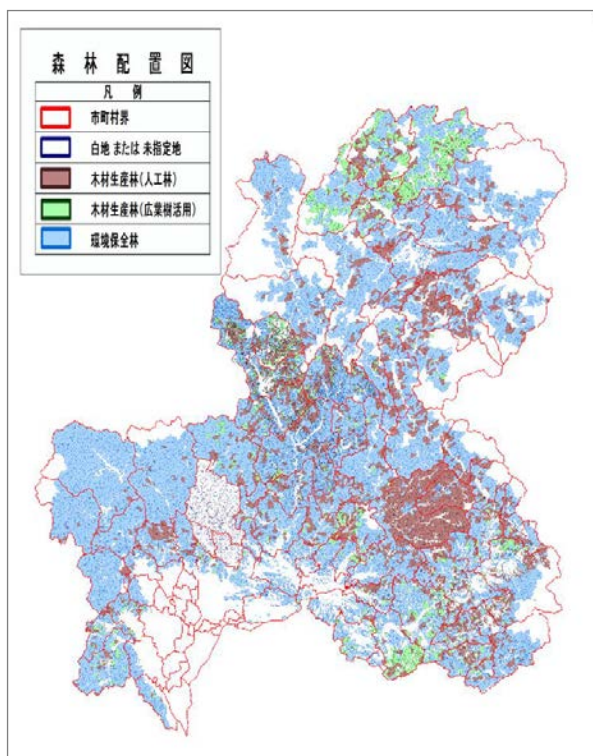 森林配置図
凡例
市町村界
白地 または 未指定地
木材生産林(人工林)
木材生産林(広葉樹活用)
環境保全林